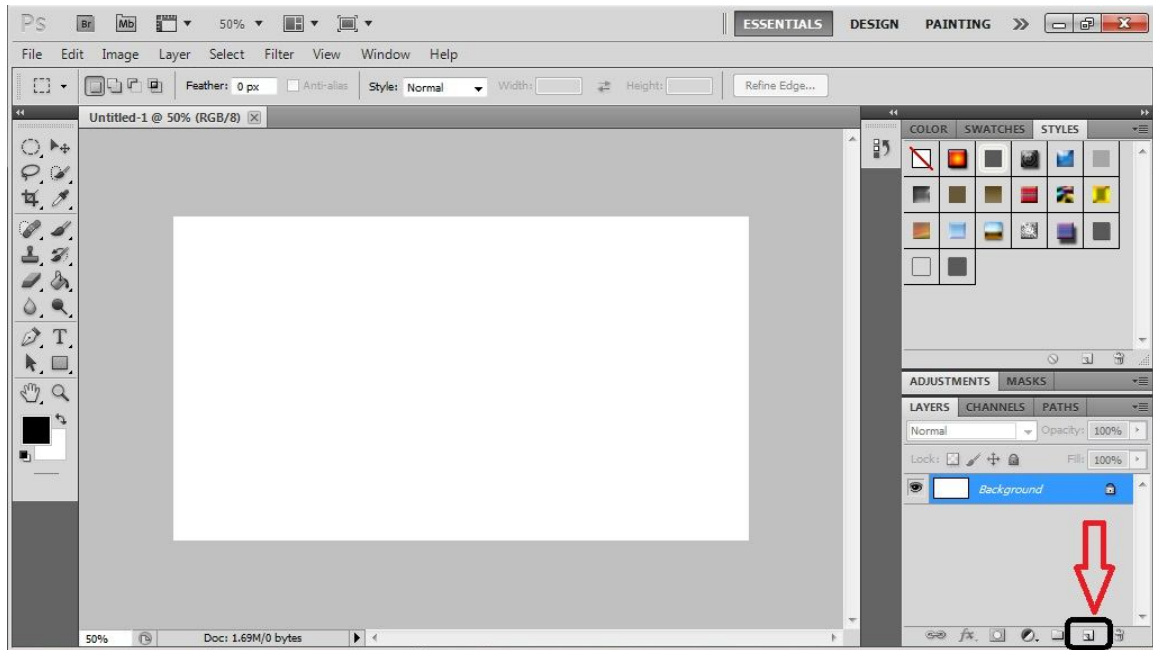 Ps Br Mb 50% ESSENTIALS DESIGN PAINTING
File Edit Image Layer Select Filter View Window Help
Feather: 0 px Anti-alias Style: Normal Width: Height: Refine Edge...
Untitled-1 @ 50% (RGB/8)
COLOR SWATCHES STYLES
T
ADJUSTMENTS MASKS
LAYERS CHANNELS PATHS
Normal Opacity: 100%
Lock: Fill: 100%
Background
50% Doc: 1.69M/0 bytes
fx.